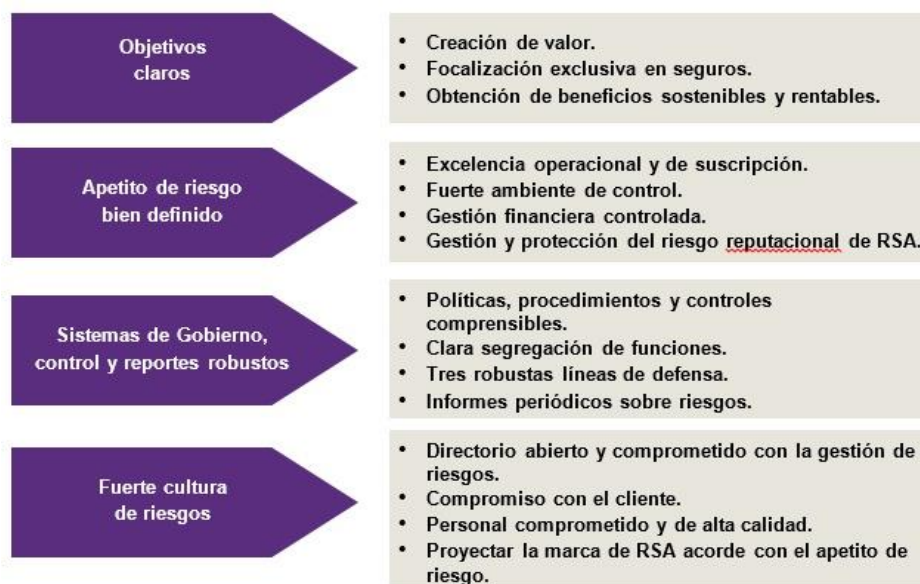 Objetivos
claros
• Creación de valor.
• Focalización exclusiva en seguros.
• Obtención de beneficios sostenibles y rentables.
Apetito de riesgo
bien definido
• Excelencia operacional y de suscripción.
• Fuerte ambiente de control.
• Gestión financiera controlada.
• Gestión y protección del riesgo reputacional de RSA.
Sistemas de Gobierno,
control y reportes robustos
• Políticas, procedimientos y controles
comprensibles.
• Clara segregación de funciones.
• Tres robustas líneas de defensa.
• Informes periódicos sobre riesgos.
Fuerte cultura
de riesgos
• Directorio abierto y comprometido con la gestión de
riesgos.
• Compromiso con el cliente.
• Personal comprometido y de alta calidad.
• Proyectar la marca de RSA acorde con el apetito de
riesgo.